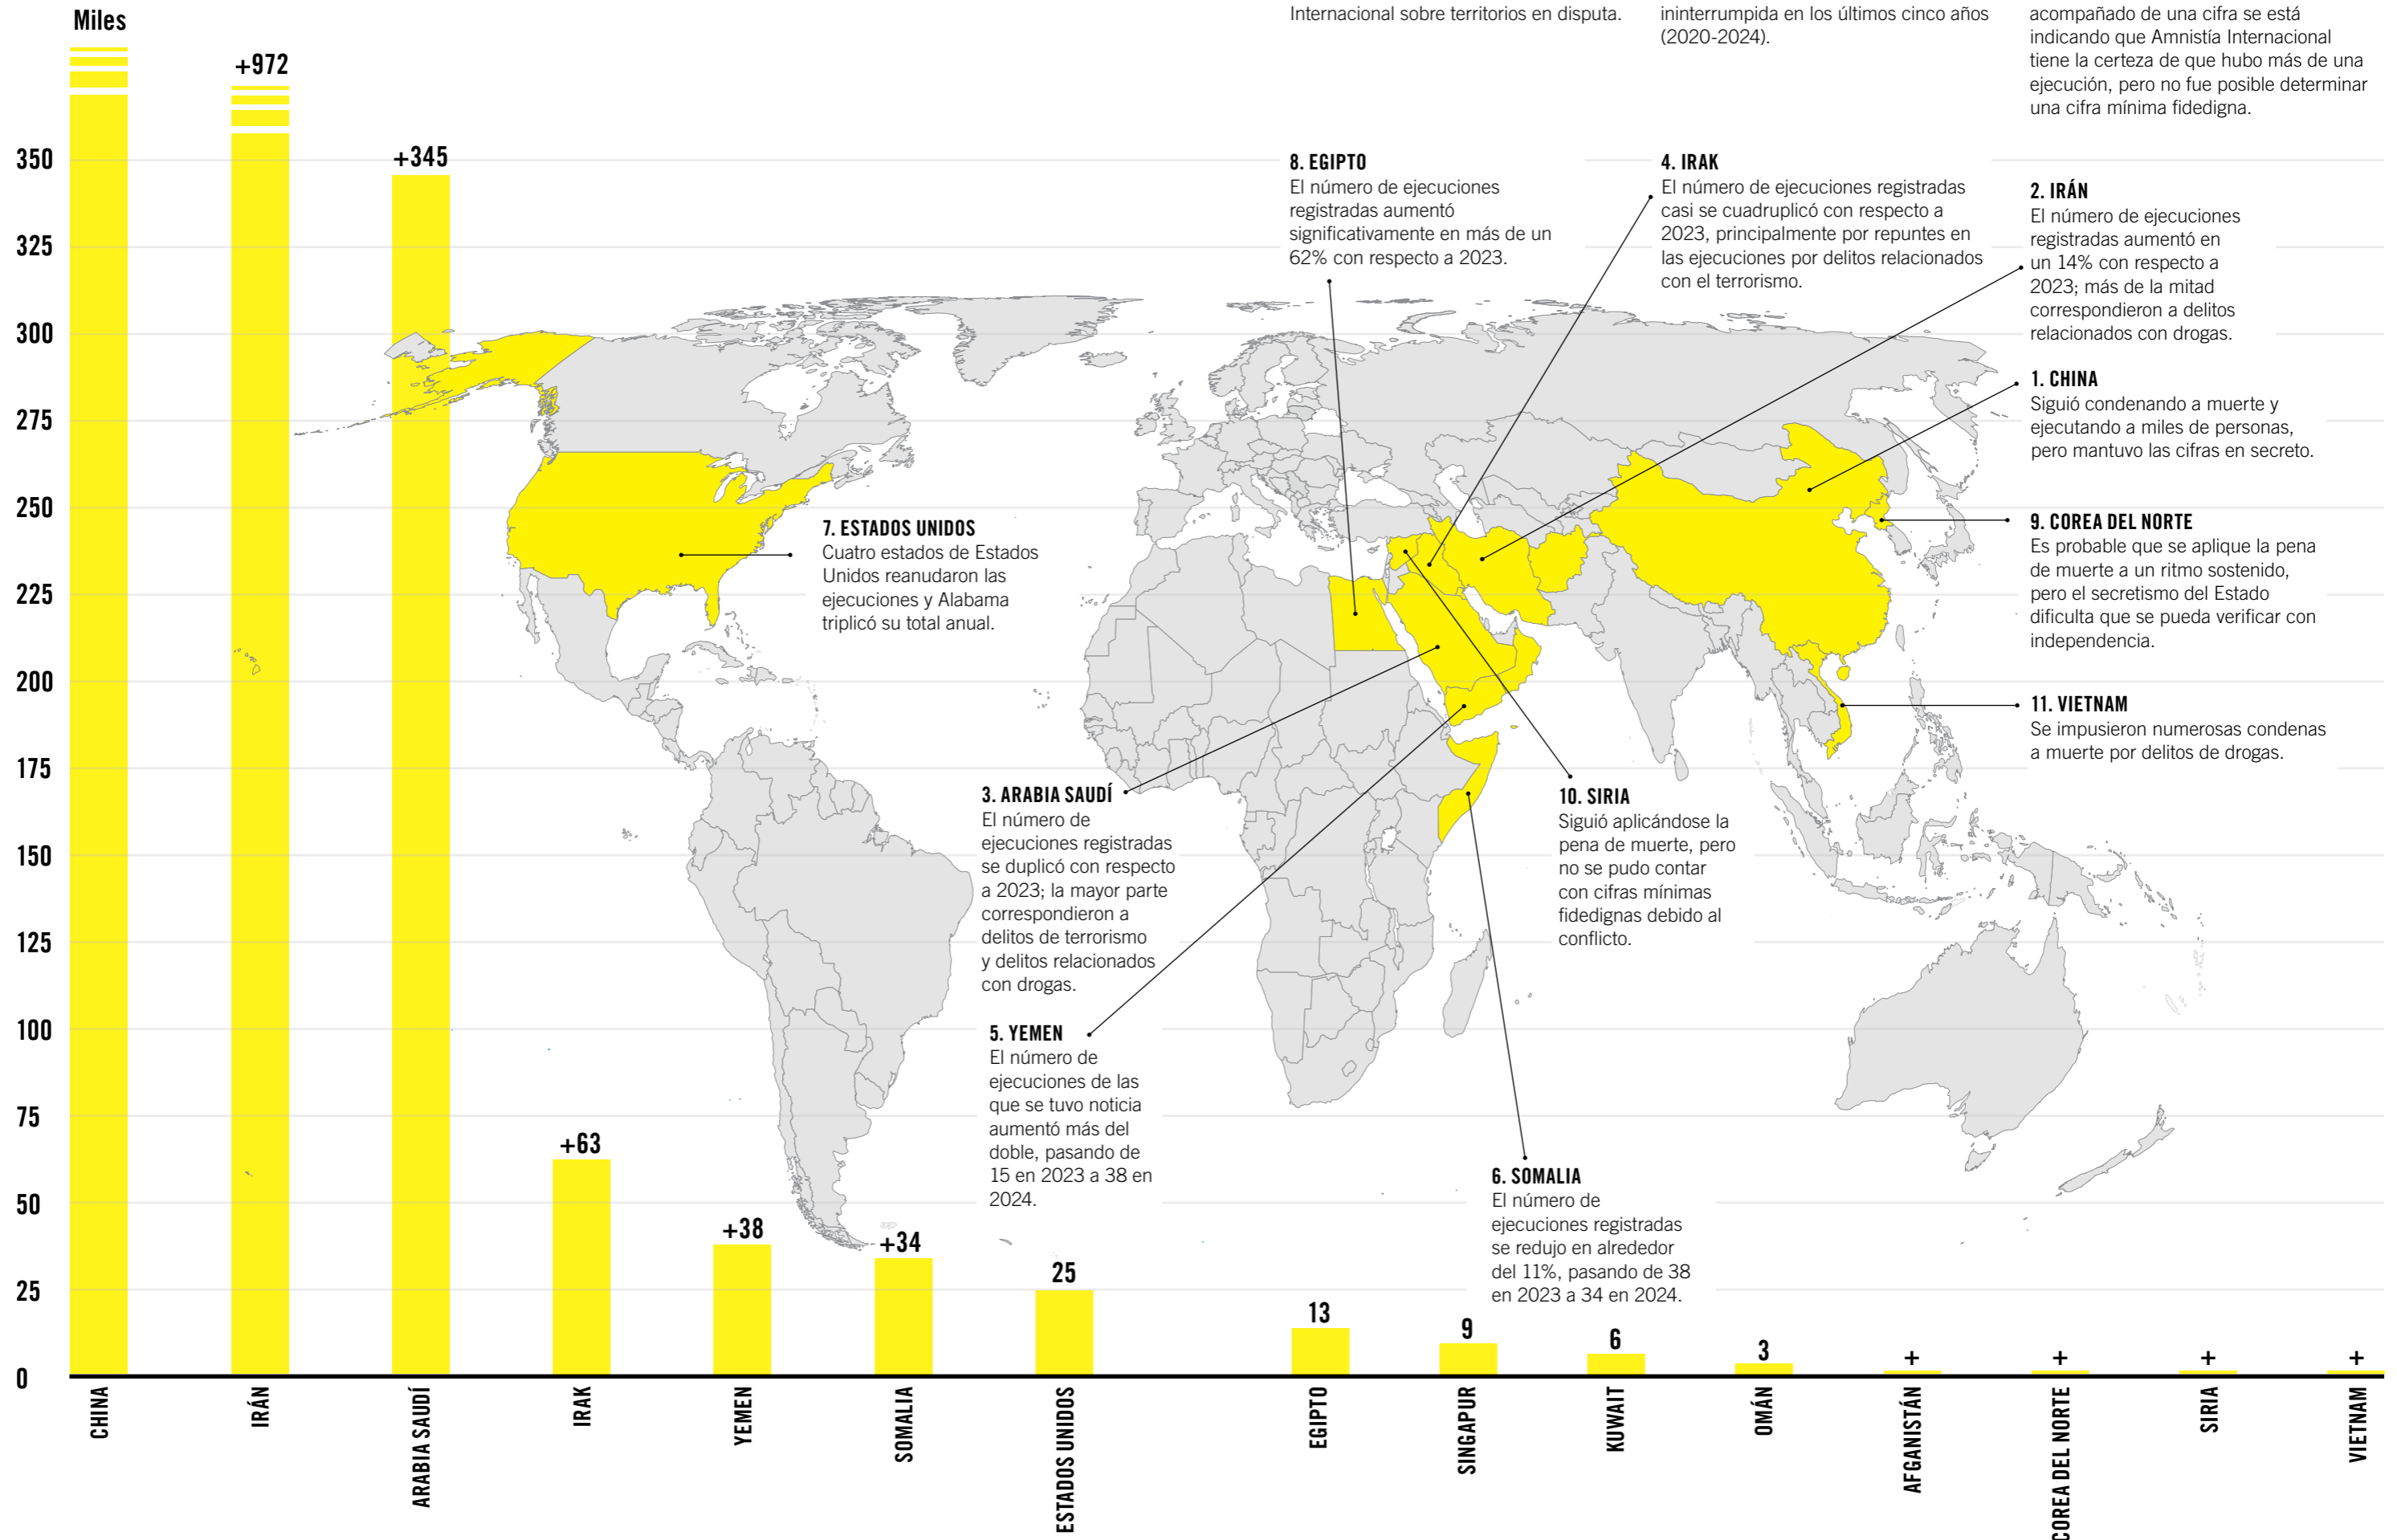 Internacional sobre territorios en disputa.
ininterrumpida en los últimos cinco años
(2020-2024).
acompañado de una cifra se está
indicando que Amnistía Internacional
tiene la certeza de que hubo más de una
ejecución, pero no fue posible determinar
una cifra mínima fidedigna.
Miles
+972
+345
+63
+38
+34
25
13
9
6
3
+
+
+
+
350
325
300
275
250
225
200
175
150
125
100
75
50
25
0
8. EGIPTO
El número de ejecuciones
registradas aumentó
significativamente en más de un
62% con respecto a 2023.
4. IRAK
El número de ejecuciones registradas
casi se cuadruplicó con respecto a
2023, principalmente por repuntes en
las ejecuciones por delitos relacionados
con el terrorismo.
2. IRÁN
El número de ejecuciones
registradas aumentó en
un 14% con respecto a
2023; más de la mitad
correspondieron a delitos
relacionados con drogas.
1. CHINA
Siguió condenando a muerte y
ejecutando a miles de personas,
pero mantuvo las cifras en secreto.
9. COREA DEL NORTE
Es probable que se aplique la pena
de muerte a un ritmo sostenido,
pero el secretismo del Estado
dificulta que se pueda verificar con
independencia.
11. VIETNAM
Se impusieron numerosas condenas
a muerte por delitos de drogas.
7. ESTADOS UNIDOS
Cuatro estados de Estados
Unidos reanudaron las
ejecuciones y Alabama
triplicó su total anual.
3. ARABIA SAUDÍ
El número de
ejecuciones registradas
se duplicó con respecto
a 2023; la mayor parte
correspondieron a
delitos de terrorismo
y delitos relacionados
con drogas.
10. SIRIA
Siguió aplicándose la
pena de muerte, pero
no se pudo contar
con cifras mínimas
fidedignas debido al
conflicto.
5. YEMEN
El número de
ejecuciones de las
que se tuvo noticia
aumentó más del
doble, pasando de
15 en 2023 a 38 en
2024.
6. SOMALIA
El número de
ejecuciones registradas
se redujo en alrededor
del 11%, pasando de 38
en 2023 a 34 en 2024.
CHINA
IRÁN
ARABIA SAUDÍ
IRAK
YEMEN
SOMALIA
ESTADOS UNIDOS
EGIPTO
SINGAPUR
KUWAIT
OMÁN
AFGANISTÁN
COREA DEL NORTE
SIRIA
VIETNAM